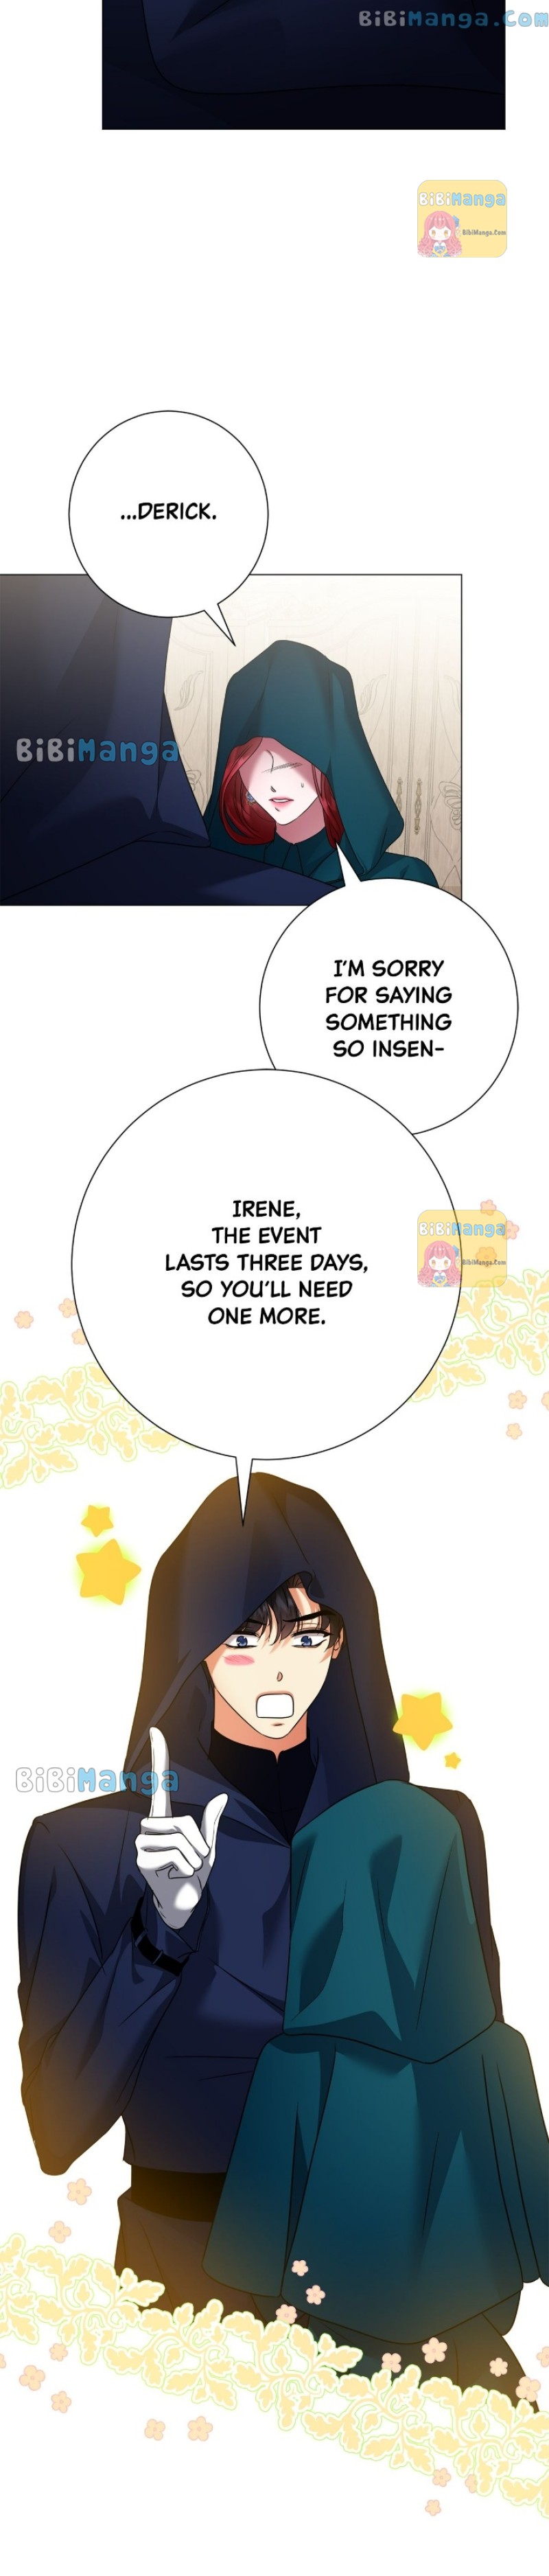 BiBiManga.Com
BiBiManga
BibiManga.Com
...DERICK.
BiBiManga
I'M SORRY
FOR SAYING
SOMETHING
SO INSEN-
IRENE,
THE EVENT
LASTS THREE DAYS,
SO YOU'LL NEED
ONE MORE.
BiBiManga
BibiManga.Com
BiBiManga